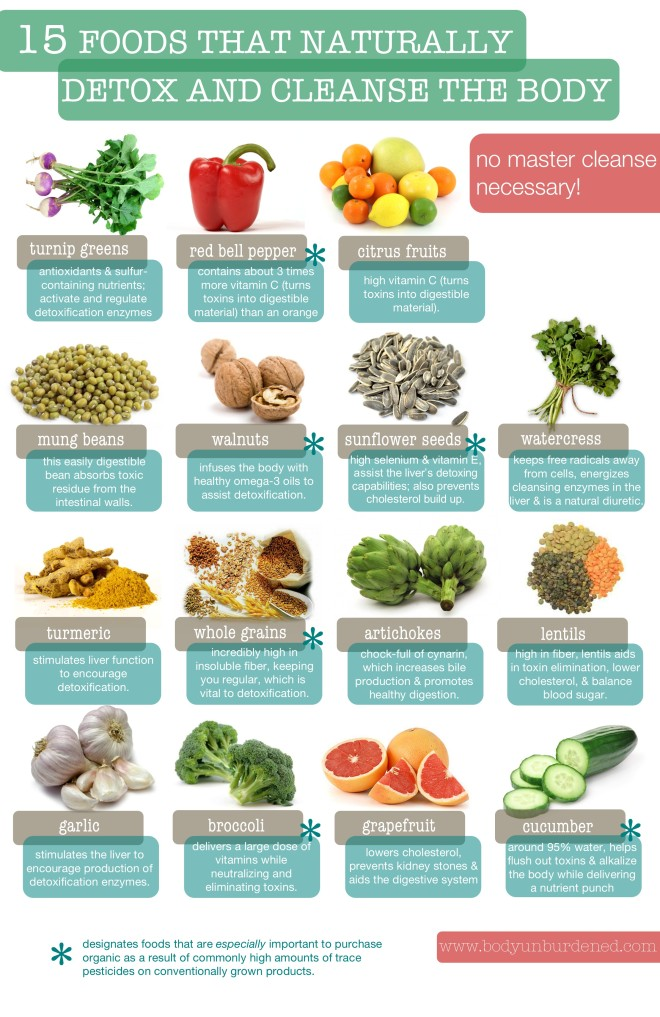 15 FOODS THAT NATURALLY
DETOX AND CLEANSE THE BODY
no master cleanse
necessary!
turnip greens
antioxidants & sulfur-
containing nutrients;
activate and regulate
detoxification enzymes
red bell pepper *
contains about 3 times
more vitamin C (turns
toxins into digestible
material) than an orange
citrus fruits
high vitamin C (turns
toxins into digestible
material).
mung beans
this easily digestible
bean absorbs toxic
residue from the
intestinal walls.
walnuts *
infuses the body with
healthy omega-3 oils to
assist detoxification.
sunflower seeds *
high selenium & vitamin E,
assist the liver's detoxing
capabilities; also prevents
cholesterol build up.
watercress
keeps free radicals away
from cells, energizes
cleansing enzymes in the
liver & is a natural diuretic.
turmeric
stimulates liver function
to encourage
detoxification.
whole grains *
incredibly high in
insoluble fiber, keeping
you regular, which is
vital to detoxification.
artichokes
chock-full of cynarin,
which increases bile
production & promotes
healthy digestion.
lentils
high in fiber, lentils aids
in toxin elimination, lower
cholesterol, & balance
blood sugar.
garlic
stimulates the liver to
encourage production of
detoxification enzymes.
broccoli *
delivers a large dose of
vitamins while
neutralizing and
eliminating toxins.
grapefruit
lowers cholesterol,
prevents kidney stones &
aids the digestive system
cucumber *
around 95% water, helps
flush out toxins & alkalize
the body while delivering
a nutrient punch
* designates foods that are especially important to purchase
organic as a result of commonly high amounts of trace
pesticides on conventionally grown products.
www.bodyunburdened.com